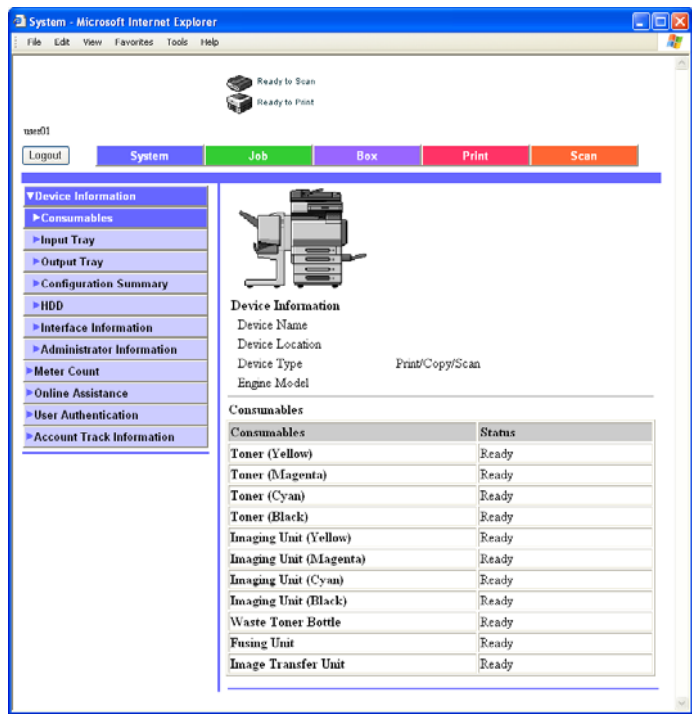 System - Microsoft Internet Explorer
File Edit View Favorites Tools Help
Ready to Scan
Ready to Print
user01
Logout System Job Box Print Scan
▼Device Information
►Consumables
►Input Tray
►Output Tray
►Configuration Summary
►HDD
►Interface Information
►Administrator Information
►Meter Count
►Online Assistance
►User Authentication
►Account Track Information
Device Information
Device Name
Device Location
Device Type Print/Copy/Scan
Engine Model
Consumables
Consumables Status
Toner (Yellow) Ready
Toner (Magenta) Ready
Toner (Cyan) Ready
Toner (Black) Ready
Imaging Unit (Yellow) Ready
Imaging Unit (Magenta) Ready
Imaging Unit (Cyan) Ready
Imaging Unit (Black) Ready
Waste Toner Bottle Ready
Fusing Unit Ready
Image Transfer Unit Ready